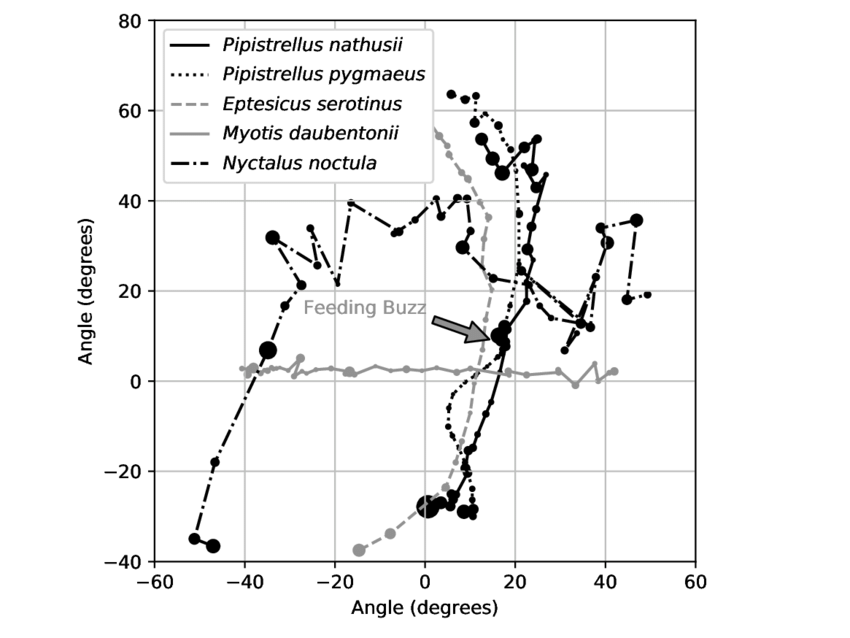 80
60
40
20
0
−20
−40
Angle (degrees)
Pipistrellus nathusii
Pipistrellus pygmaeus
Eptesicus serotinus
Myotis daubentonii
Nyctalus noctula
Feeding Buzz
−60 −40 −20 0 20 40 60
Angle (degrees)